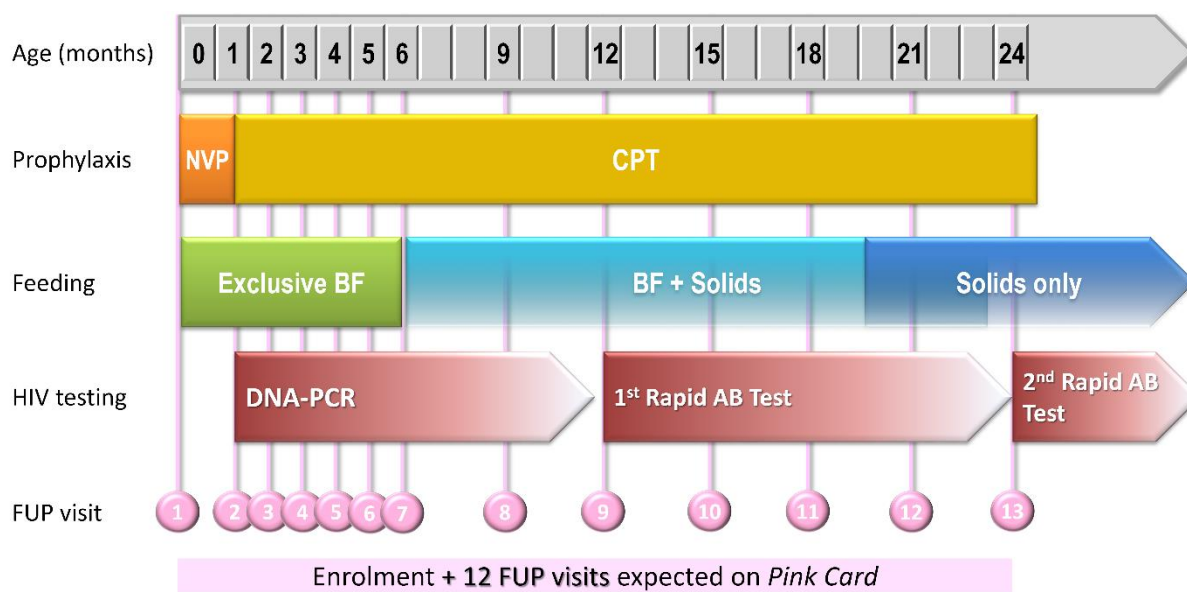 Age (months) 0 1 2 3 4 5 6 9 12 15 18 21 24
Prophylaxis NVP CPT
Feeding Exclusive BF BF + Solids Solids only
HIV testing DNA-PCR 1st Rapid AB Test 2nd Rapid AB
Test
FUP visit 1 2 3 4 5 6 7 8 9 10 11 12 13
Enrolment + 12 FUP visits expected on Pink Card